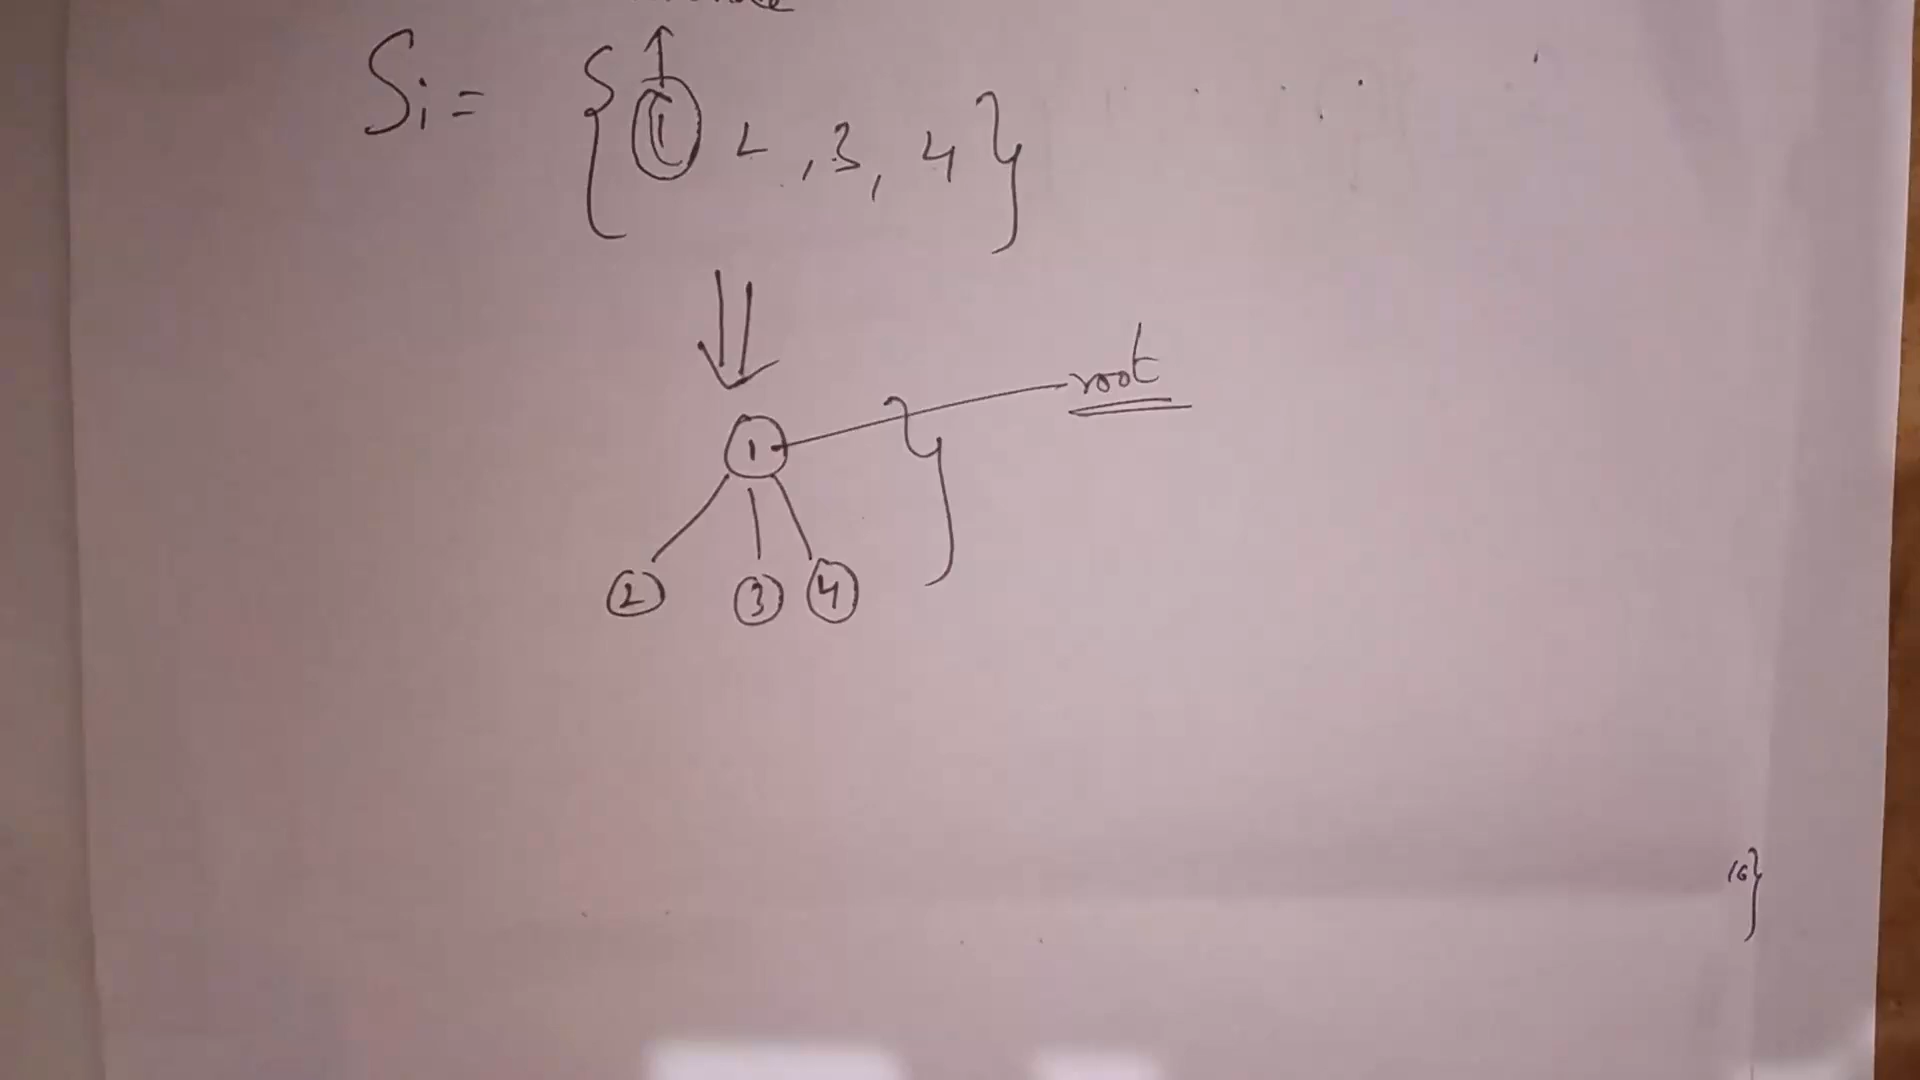 Si = { 1 2, 3, 4 }
root
1
2 3 4
16}